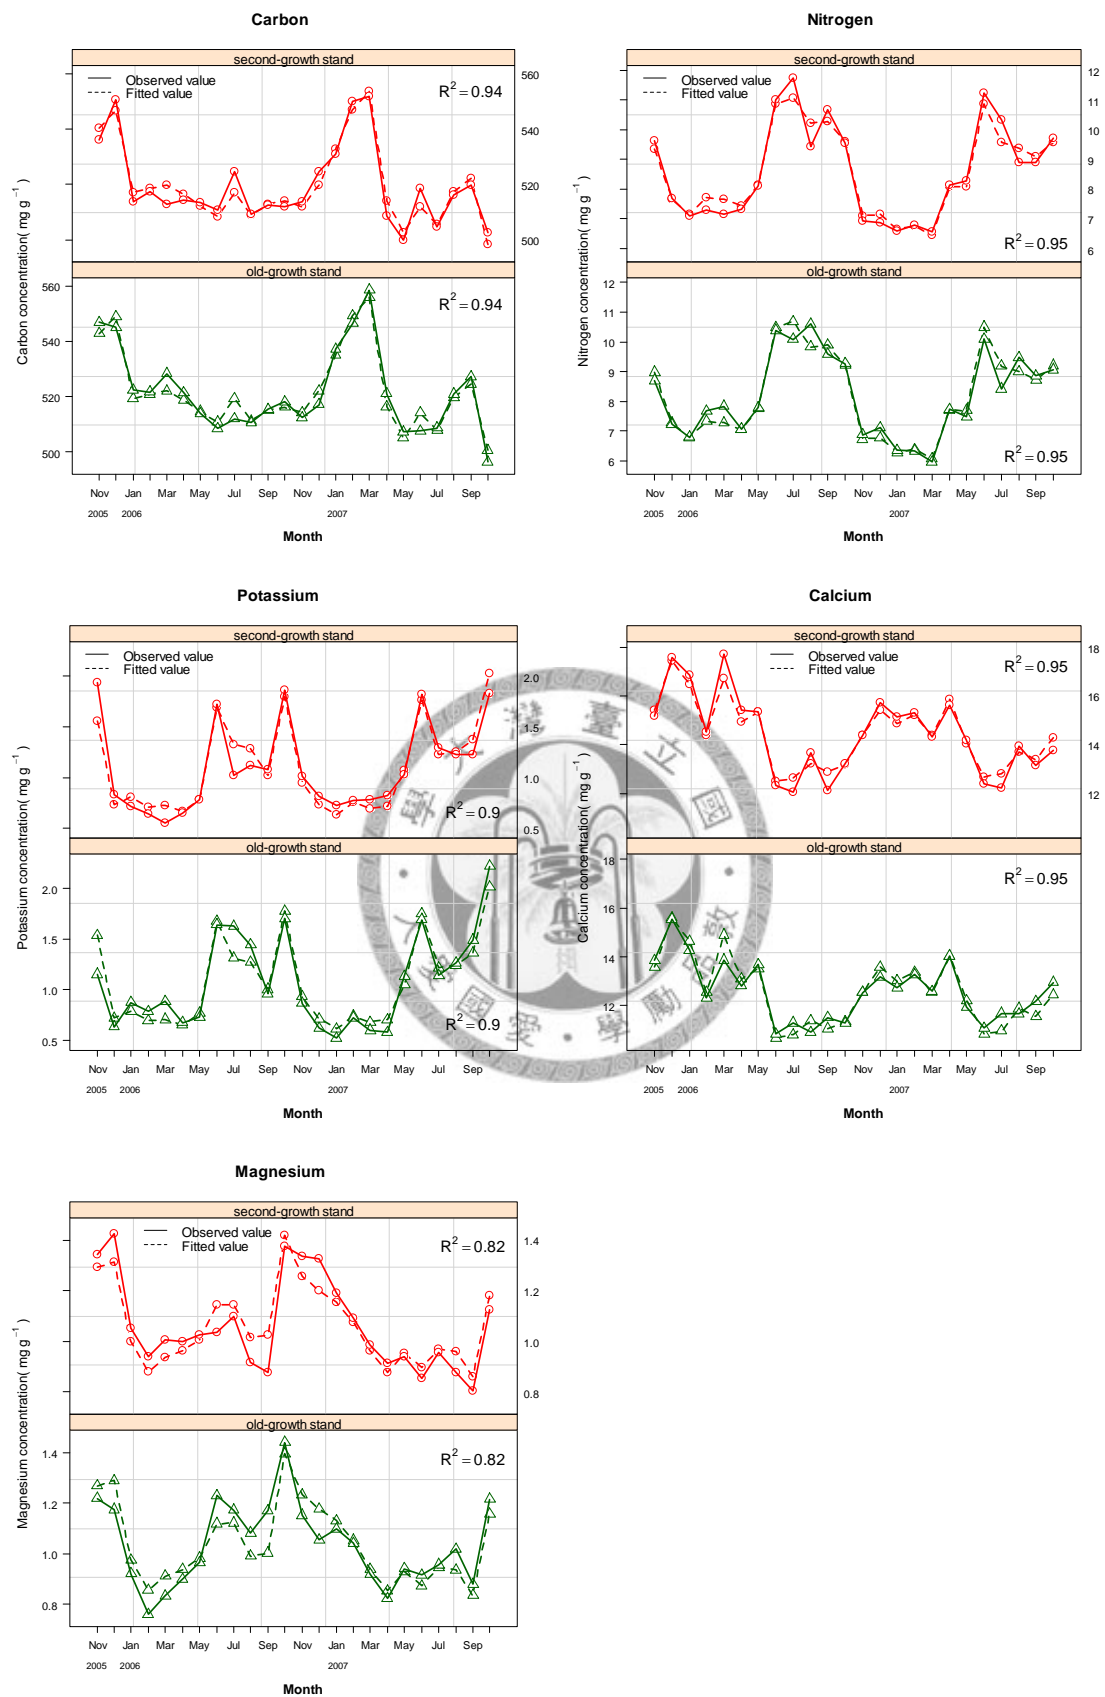 Carbon
second-growth stand
Observed value
Fitted value
R² = 0.94
560
540
520
500
old-growth stand
R² = 0.94
560
540
520
500
Carbon concentration( mg g⁻¹ )
Nov Jan Mar May Jul Sep Nov Jan Mar May Jul Sep
2005 2006 2007
Month
Nitrogen
second-growth stand
Observed value
Fitted value
R² = 0.95
12
11
10
9
8
7
6
old-growth stand
R² = 0.95
12
11
10
9
8
7
6
Nitrogen concentration( mg g⁻¹ )
Nov Jan Mar May Jul Sep Nov Jan Mar May Jul Sep
2005 2006 2007
Month
Potassium
second-growth stand
Observed value
Fitted value
R² = 0.9
2.0
1.5
1.0
0.5
old-growth stand
R² = 0.9
2.0
1.5
1.0
0.5
Potassium concentration( mg g⁻¹ )
Nov Jan Mar May Jul Sep Nov Jan Mar May Jul Sep
2005 2006 2007
Month
Calcium
second-growth stand
Observed value
Fitted value
R² = 0.95
18
16
14
12
old-growth stand
R² = 0.95
18
16
14
12
Calcium concentration( mg g⁻¹ )
Nov Jan Mar May Jul Sep Nov Jan Mar May Jul Sep
2005 2006 2007
Month
Magnesium
second-growth stand
Observed value
Fitted value
R² = 0.82
1.4
1.2
1.0
0.8
old-growth stand
R² = 0.82
1.4
1.2
1.0
0.8
Magnesium concentration( mg g⁻¹ )
Nov Jan Mar May Jul Sep Nov Jan Mar May Jul Sep
2005 2006 2007
Month